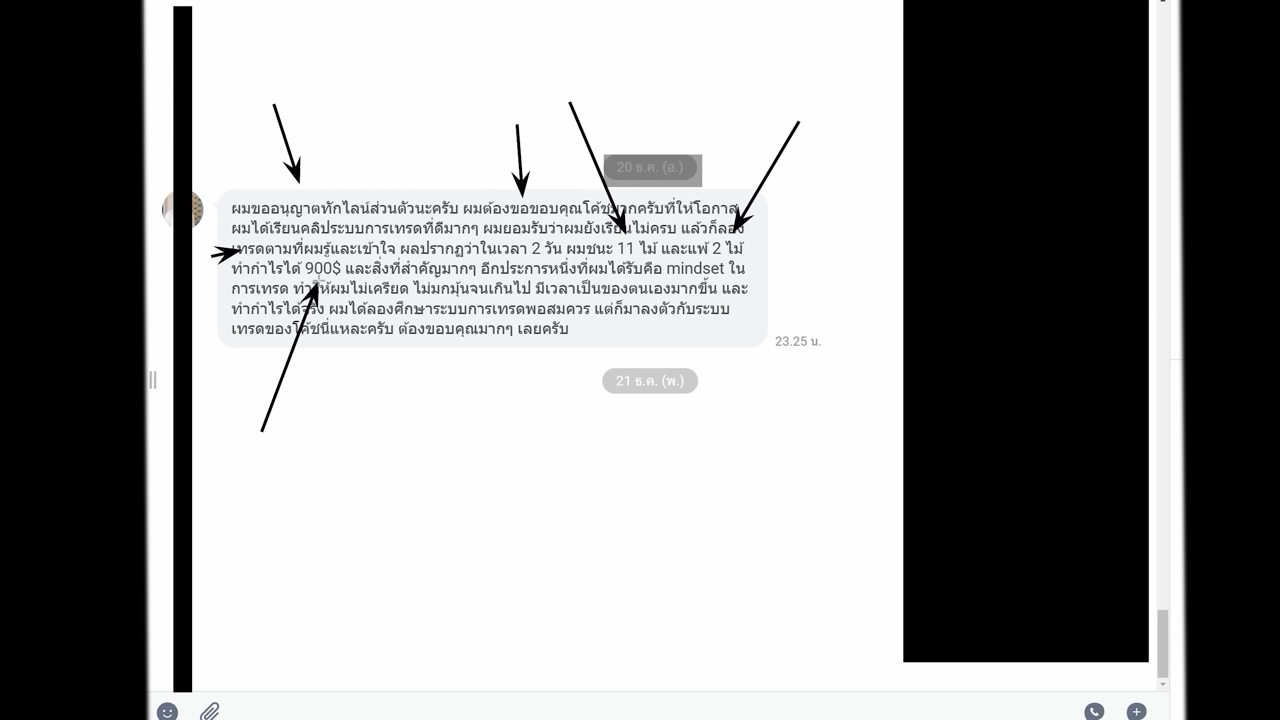 20 ธ.ค. (อ.)
ผมขออนุญาตทักไลน์ส่วนตัวนะครับ ผมต้องขอขอบคุณโค้ชมากครับที่ให้โอกาส
ผมได้เรียนคลิประบบการเทรดที่ดีมากๆ ผมยอมรับว่าผมยังเรียนไม่ครบ แล้วก็ลอง
เทรดตามที่ผมรู้และเข้าใจ ผลปรากฏว่าในเวลา 2 วัน ผมชนะ 11 ไม้ และแพ้ 2 ไม้
ทำกำไรได้ 900$ และสิ่งที่สำคัญมากๆ อีกประการหนึ่งที่ผมได้รับคือ mindset ใน
การเทรด ทำให้ผมไม่เครียด ไม่มกมุ้นจนเกินไป มีเวลาเป็นของตนเองมากขึ้น และ
ทำกำไรได้จริง ผมได้ลองศึกษาระบบการเทรดพอสมควร แต่ก็มาลงตัวกับระบบ
เทรดของโค้ชนี่แหละครับ ต้องขอบคุณมากๆ เลยครับ
23.25 น.
21 ธ.ค. (พ.)